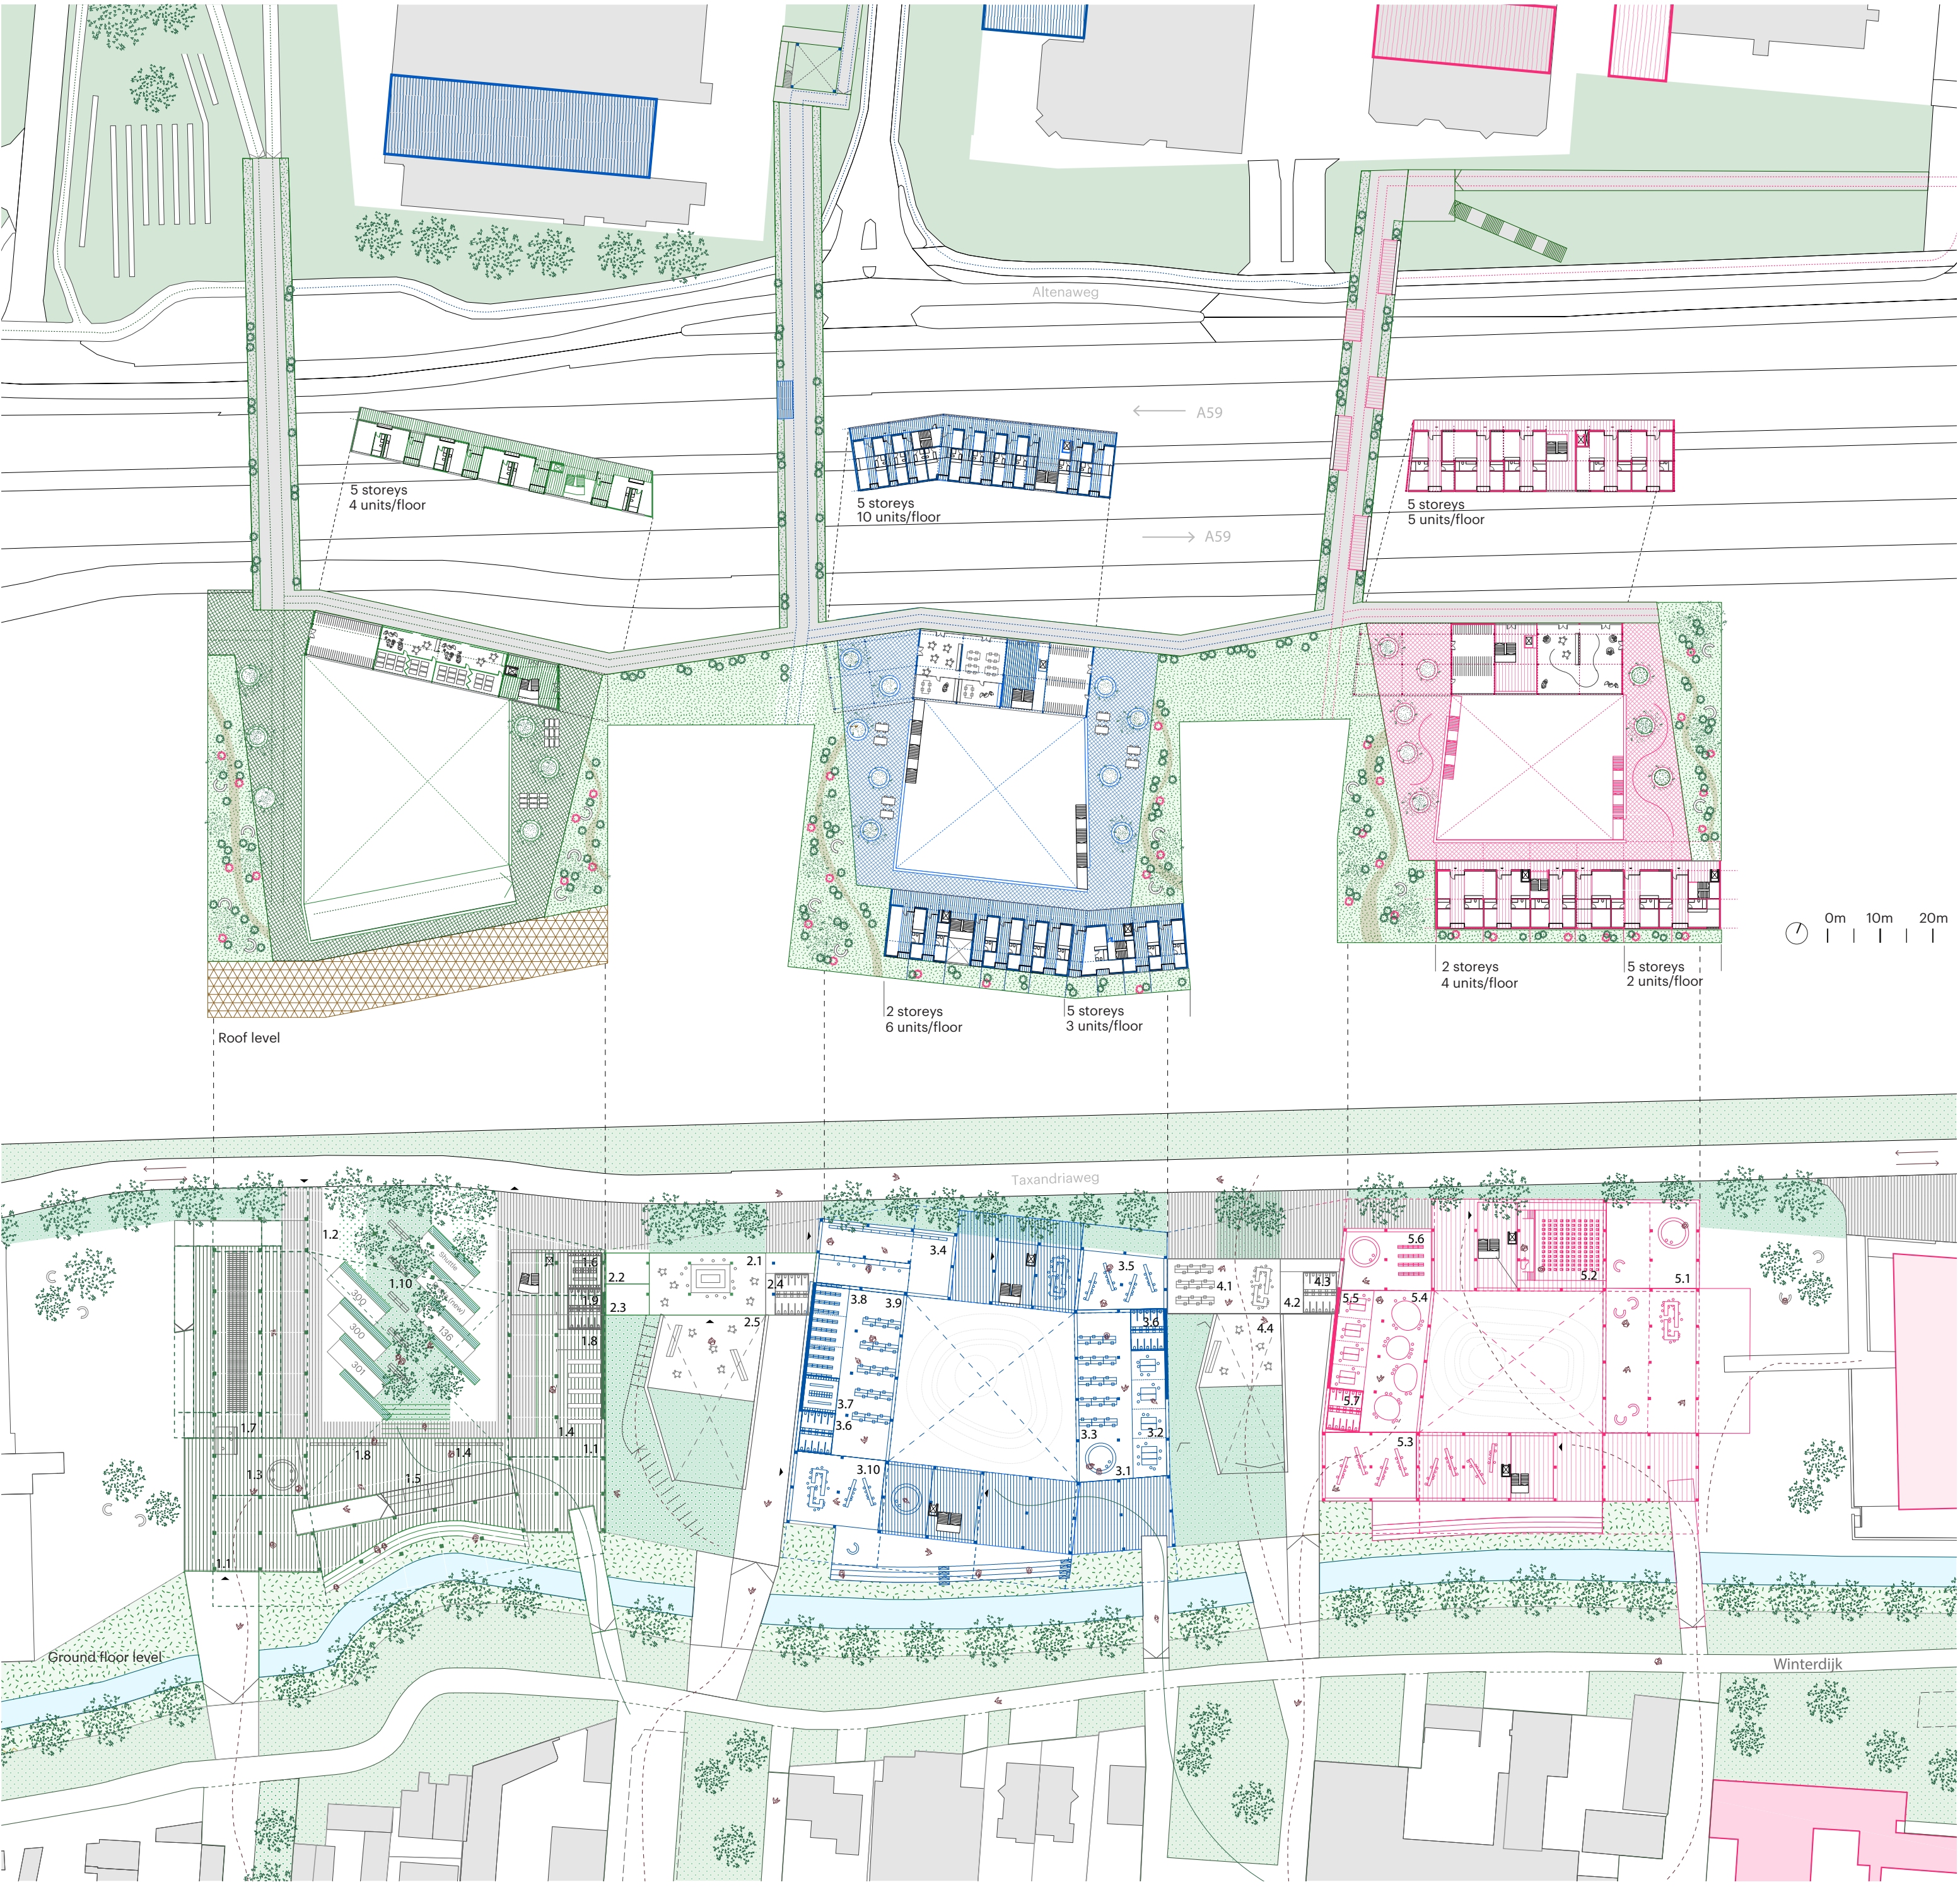 Altenaweg
A59
5 storeys
4 units/floor
5 storeys
10 units/floor
5 storeys
5 units/floor
A59
0m 10m 20m
2 storeys
4 units/floor
5 storeys
2 units/floor
2 storeys
6 units/floor
5 storeys
3 units/floor
Roof level
Taxandriaweg
1.2
1.10
Shuttle
(new)
300
300
301
136
1.6
1.9
1.8
1.4
1.1
1.7
1.3
1.8
1.4
1.5
1.1
2.1
2.2
2.3
2.4
2.5
3.4
3.5
3.8
3.9
3.6
3.7
3.6
3.3
3.2
3.1
3.10
4.1
4.2
4.3
4.4
5.6
5.2
5.1
5.5
5.4
5.7
5.3
Ground floor level
Winterdijk